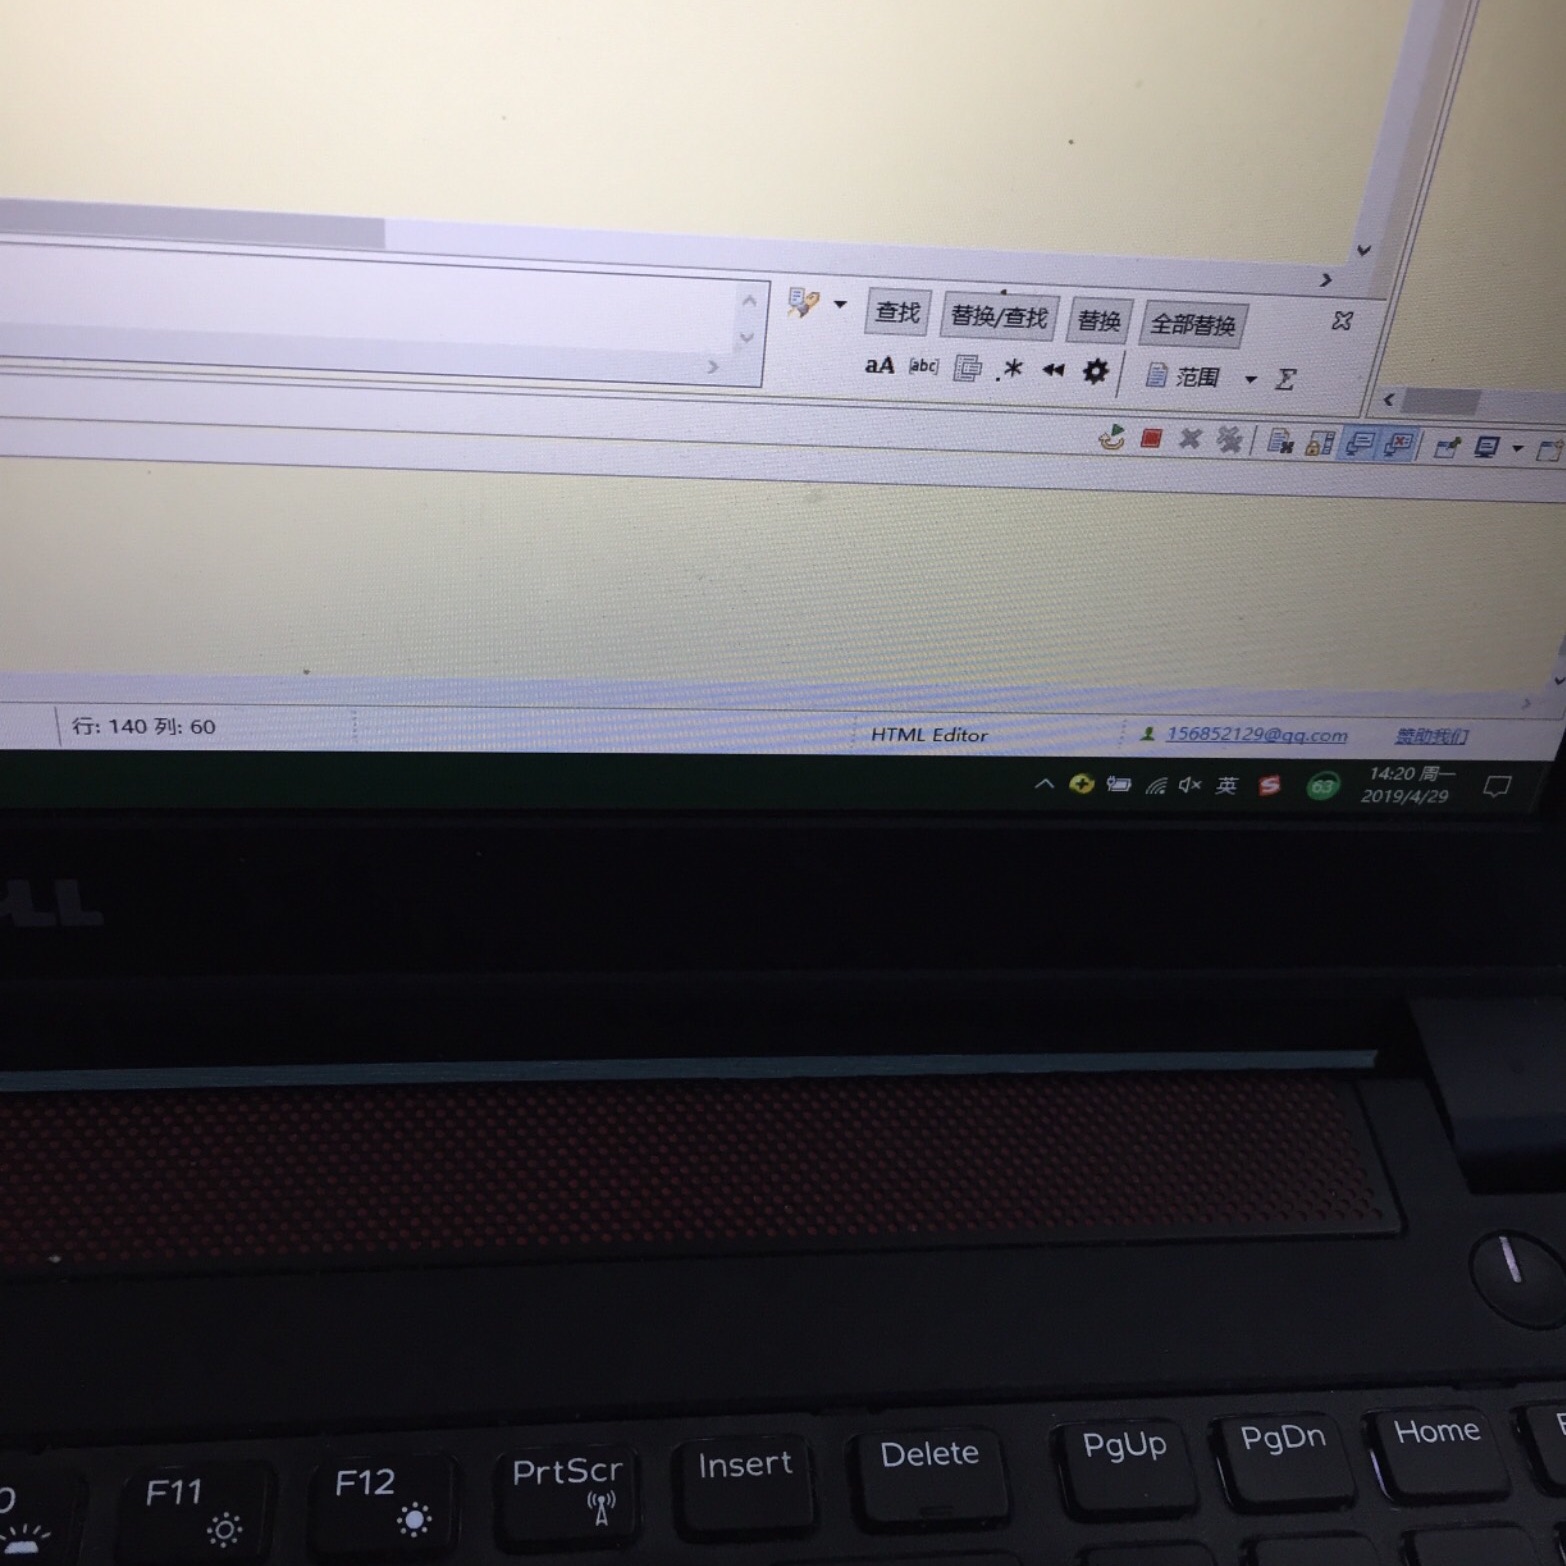 查找 替换/查找 替换 全部替换
aA [abc] .* 范围 Σ
行: 140 列: 60 HTML Editor 156852129@qq.com 赞助我们
英 63 14:20 周一
2019/4/29
F11 F12 PrtScr Insert Delete PgUp PgDn Home